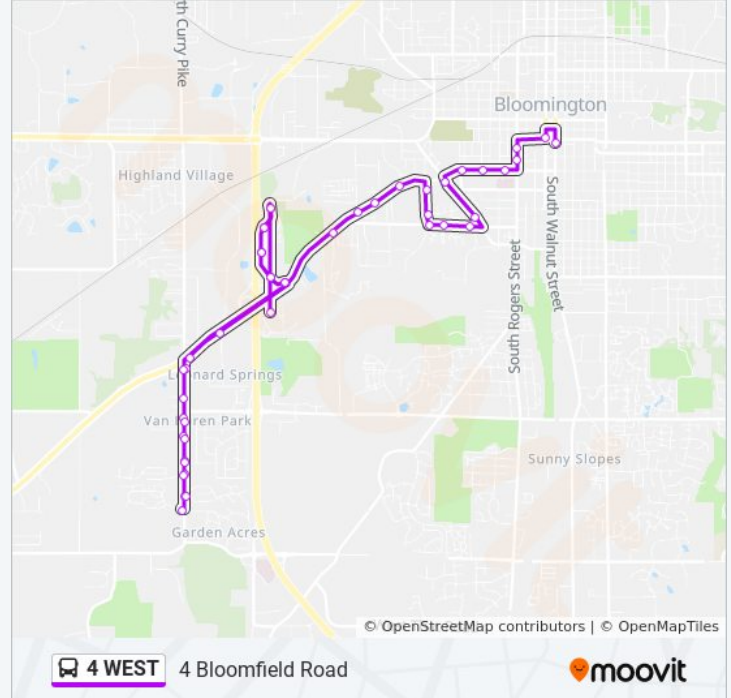 th Curry Pike
Bloomington
Highland Village
South Walnut Street
South Rogers Street
Leonard Springs
Van Buren Park
Sunny Slopes
Garden Acres
© OpenStreetMap contributors | © OpenMapTiles
4 WEST 4 Bloomfield Road
moovit